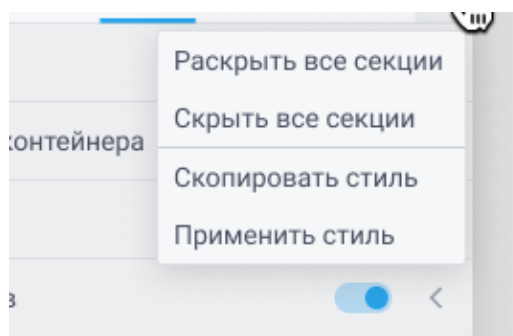 Раскрыть все секции
Скрыть все секции
контейнера
Скопировать стиль
Применить стиль
в